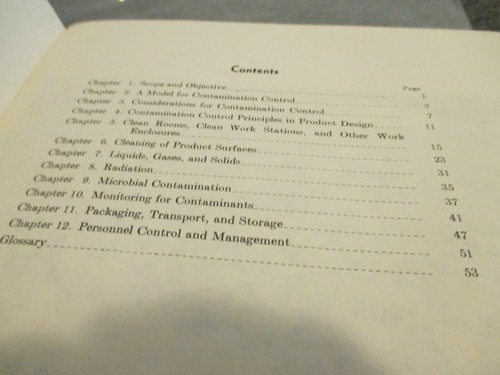 Contents
Page
Chapter 1. Scope and Objective 1
Chapter 2. A Model for Contamination Control 3
Chapter 3. Considerations for Contamination Control 7
Chapter 4. Contamination Control Principles in Product Design 11
Chapter 5. Clean Rooms, Clean Work Stations, and Other Work
Enclosures 15
Chapter 6. Cleaning of Product Surfaces 23
Chapter 7. Liquids, Gases, and Solids 31
Chapter 8. Radiation 35
Chapter 9. Microbial Contamination 37
Chapter 10. Monitoring for Contaminants 41
Chapter 11. Packaging, Transport, and Storage 47
Chapter 12. Personnel Control and Management 51
Glossary 53